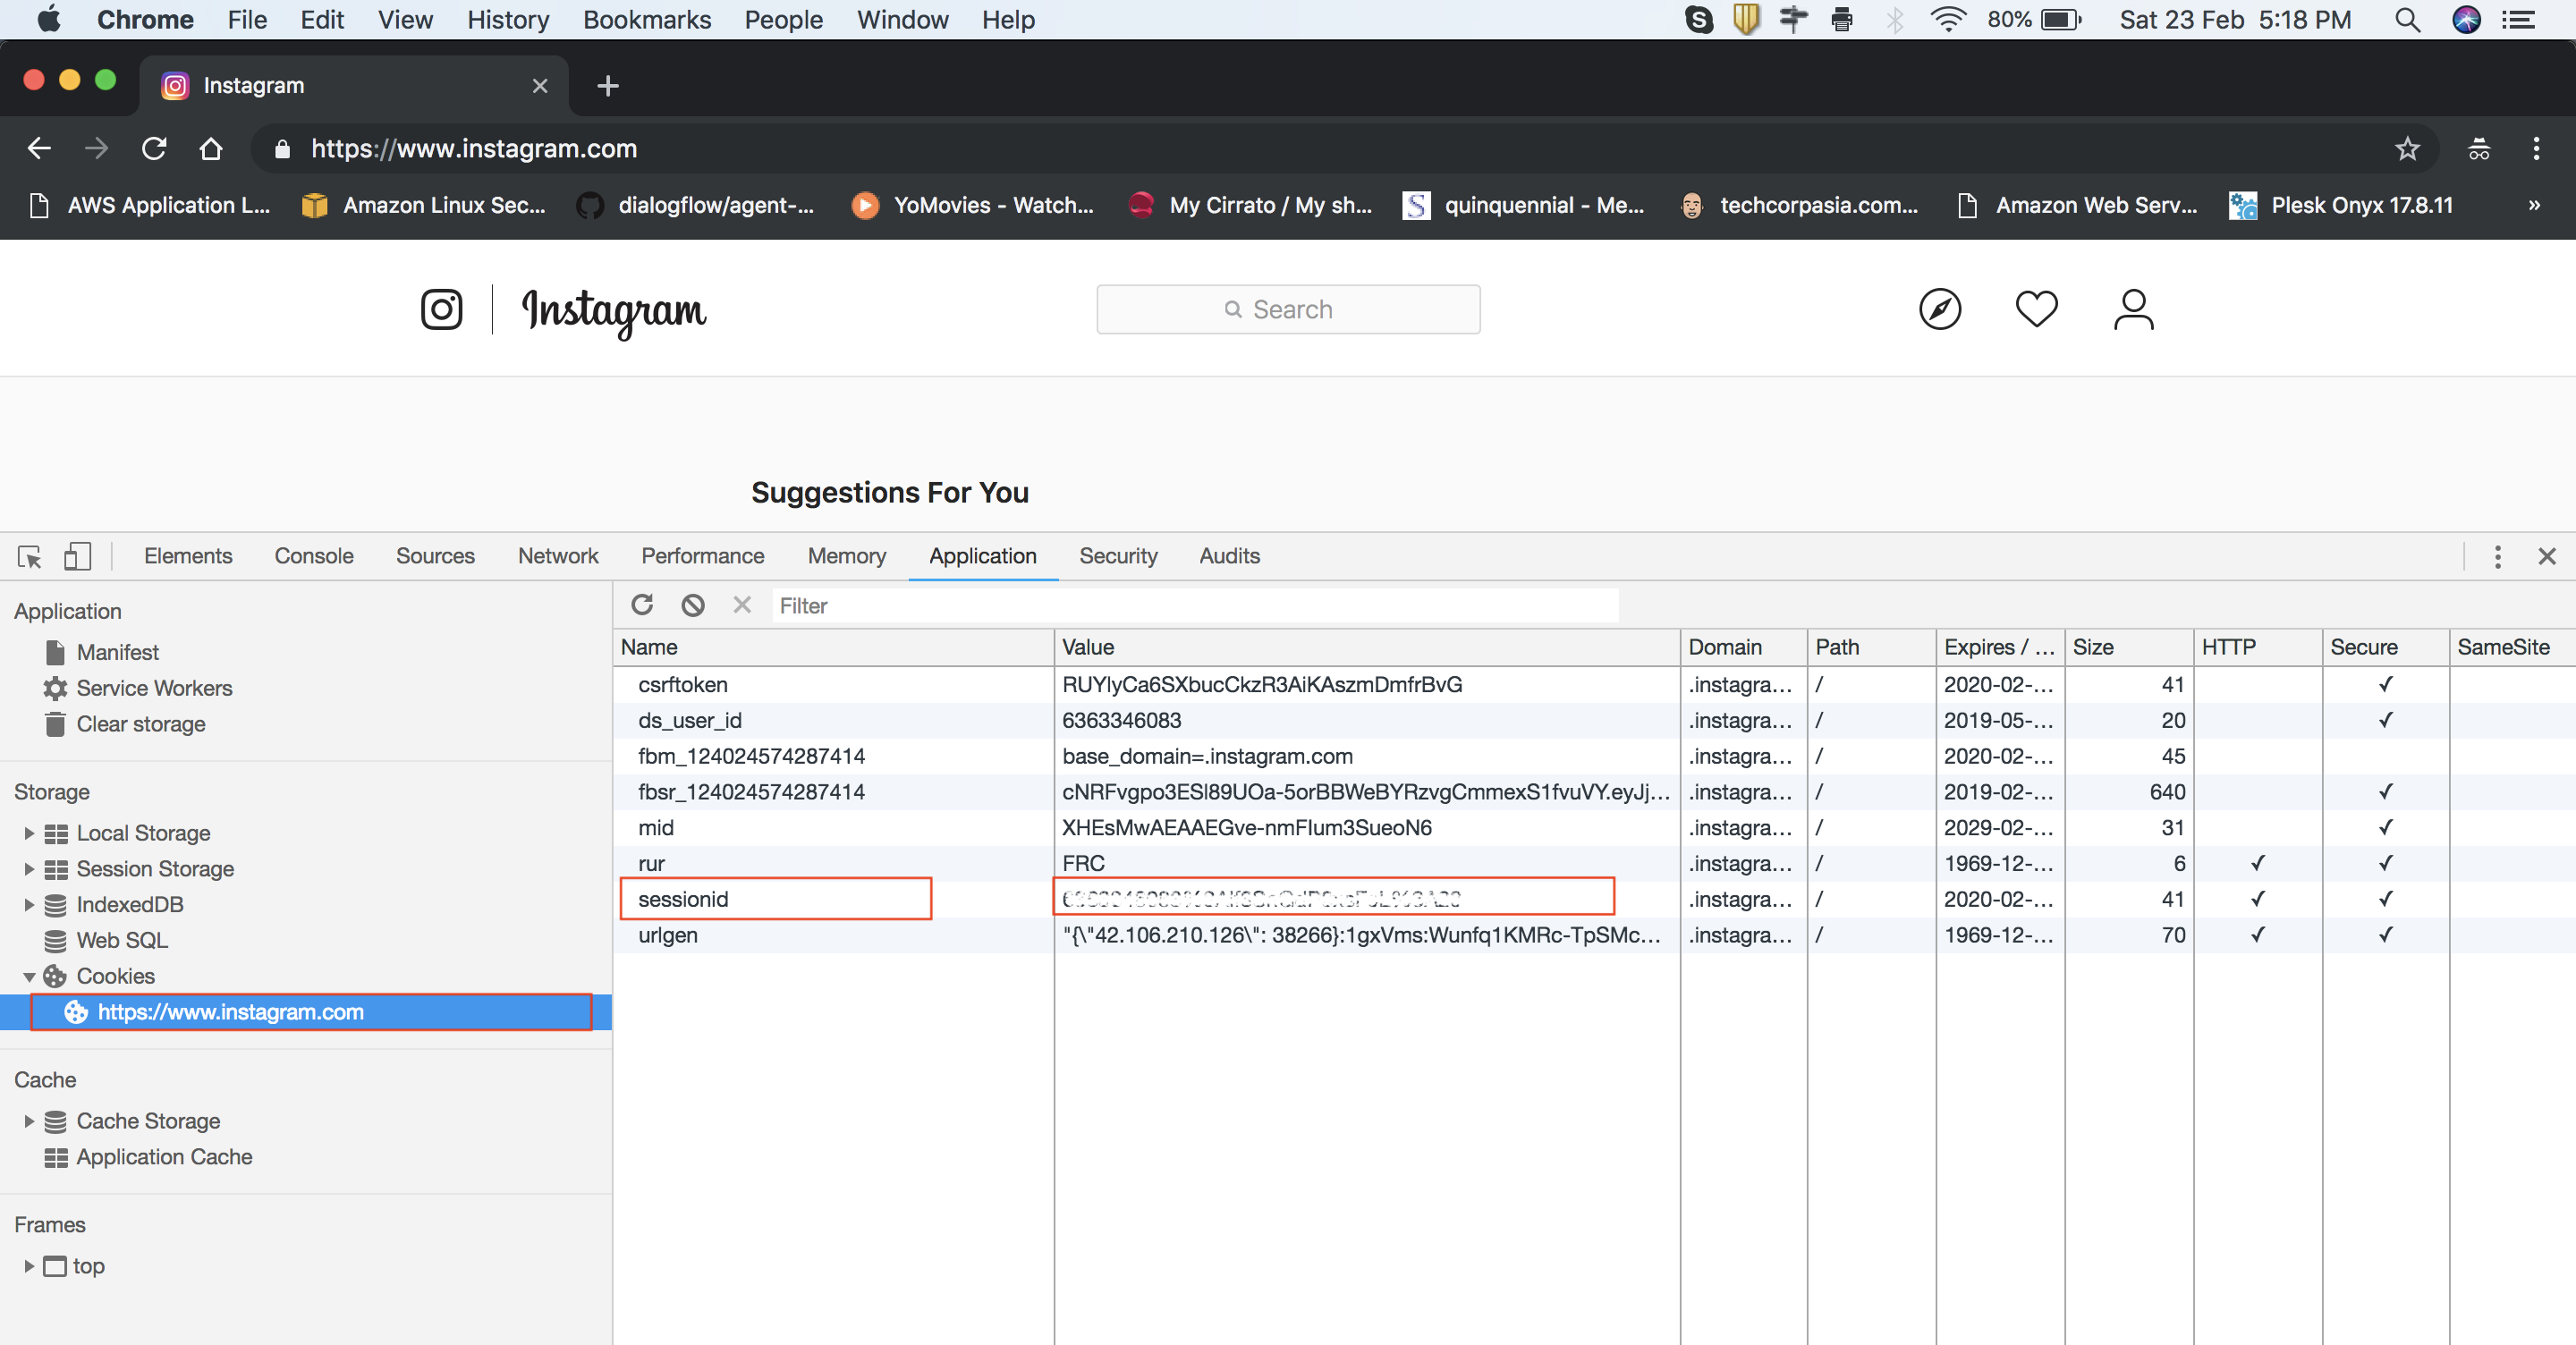 Chrome File Edit View History Bookmarks People Window Help 80% Sat 23 Feb 5:18 PM
Instagram
https://www.instagram.com
AWS Application L... Amazon Linux Sec... dialogflow/agent-... YoMovies - Watch... My Cirrato / My sh... quinquennial - Me... techcorpasia.com... Amazon Web Serv... Plesk Onyx 17.8.11 »
Instagram Search
Suggestions For You
Elements Console Sources Network Performance Memory Application Security Audits
Application
Manifest
Service Workers
Clear storage
Storage
Local Storage
Session Storage
IndexedDB
Web SQL
Cookies
https://www.instagram.com
Cache
Cache Storage
Application Cache
Frames
top
Filter
Name Value Domain Path Expires / ... Size HTTP Secure SameSite
csrftoken RUYlyCa6SXbucCkzR3AiKAszmDmfrBvG .instagra... / 2020-02-... 41 ✓
ds_user_id 6363346083 .instagra... / 2019-05-... 20 ✓
fbm_124024574287414 base_domain=.instagram.com .instagra... / 2020-02-... 45
fbsr_124024574287414 cNRFvgpo3ESl89UOa-5orBBWeBYRzvgCmmexS1fvuVY.eyJj... .instagra... / 2019-02-... 640 ✓
mid XHEsMwAEAAEGve-nmFlum3SueoN6 .instagra... / 2029-02-... 31 ✓
rur FRC .instagra... / 1969-12-... 6 ✓ ✓
sessionid .instagra... / 2020-02-... 41 ✓ ✓
urlgen "{\"42.106.210.126\": 38266}:1gxVms:Wunfq1KMRc-TpSMc... .instagra... / 1969-12-... 70 ✓ ✓